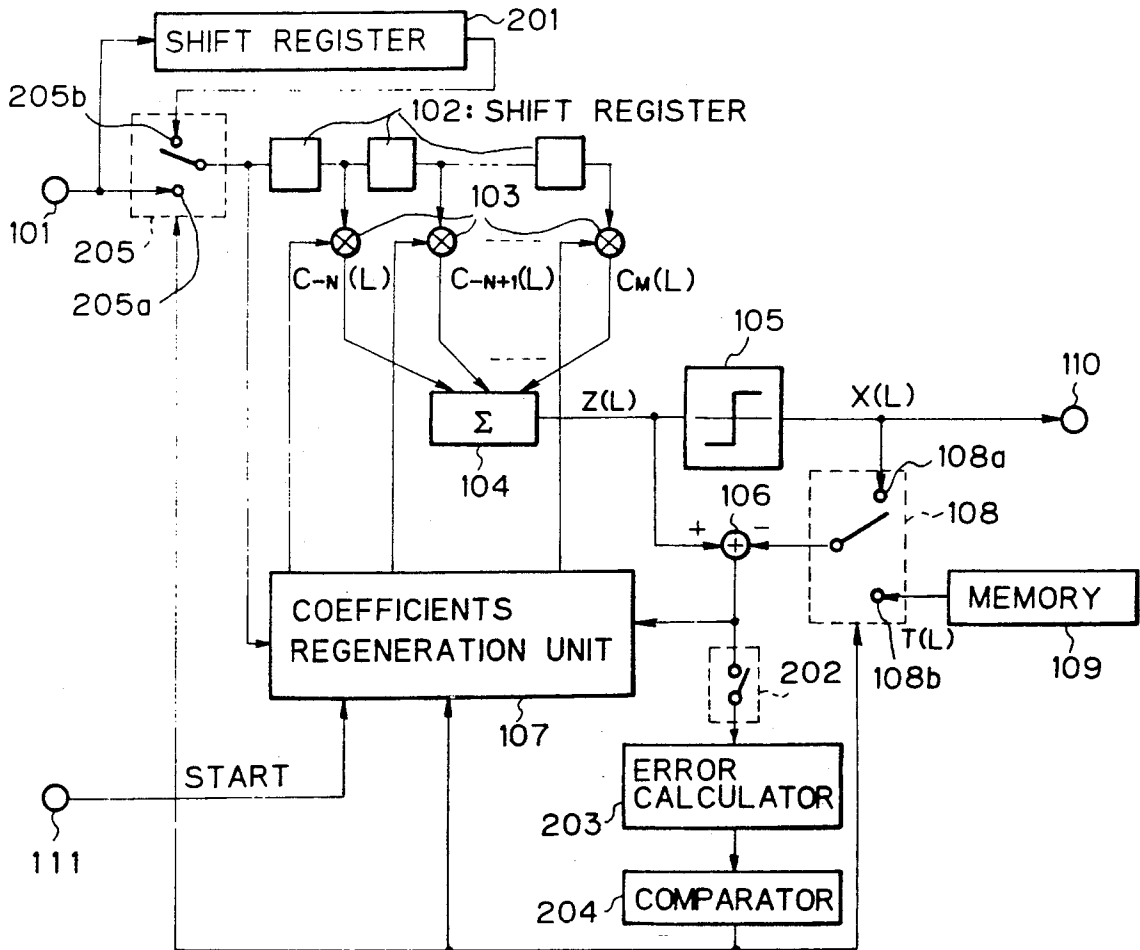 201
SHIFT REGISTER
205b
102: SHIFT REGISTER
101
205
205a
103
C-N(L)
C-N+1(L)
CM(L)
105
110
Z(L)
X(L)
Σ
104
108a
106
108
+
−
+
MEMORY
T(L)
109
108b
COEFFICIENTS
REGENERATION UNIT
202
107
START
111
ERROR
CALCULATOR
203
COMPARATOR
204